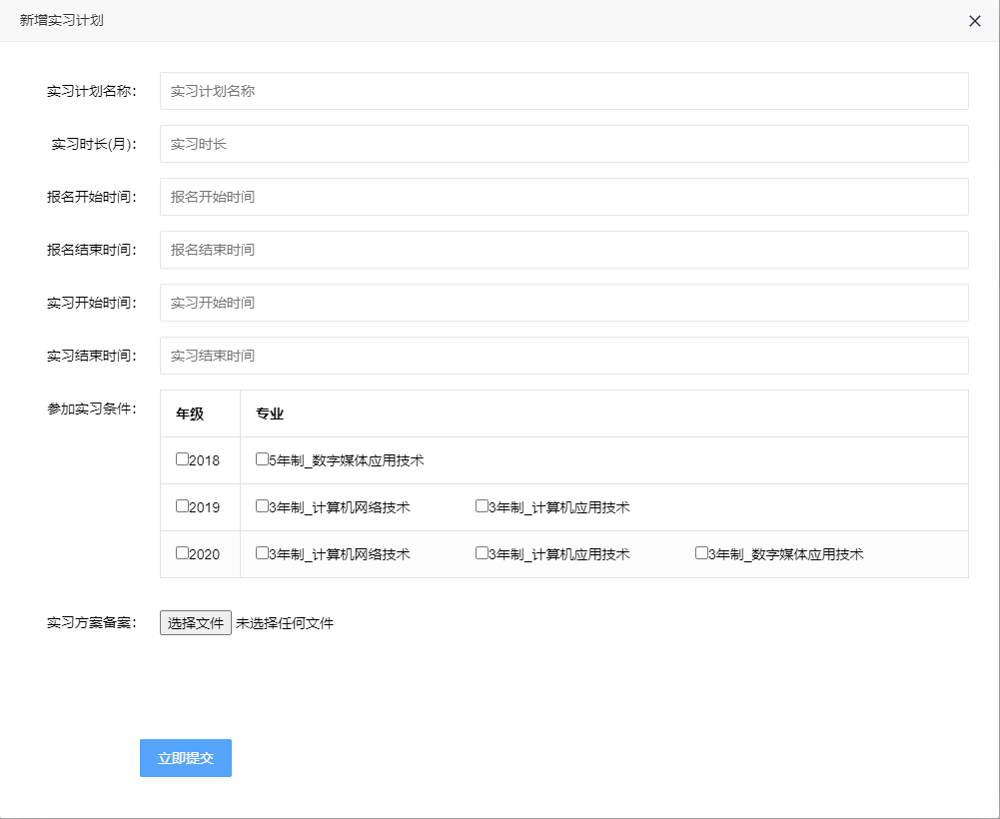 新增实习计划
实习计划名称： 实习计划名称
实习时长(月)： 实习时长
报名开始时间： 报名开始时间
报名结束时间： 报名结束时间
实习开始时间： 实习开始时间
实习结束时间： 实习结束时间
参加实习条件： 年级 专业
2018 5年制_数字媒体应用技术
2019 3年制_计算机网络技术 3年制_计算机应用技术
2020 3年制_计算机网络技术 3年制_计算机应用技术 3年制_数字媒体应用技术
实习方案备案： 选择文件 未选择任何文件
立即提交